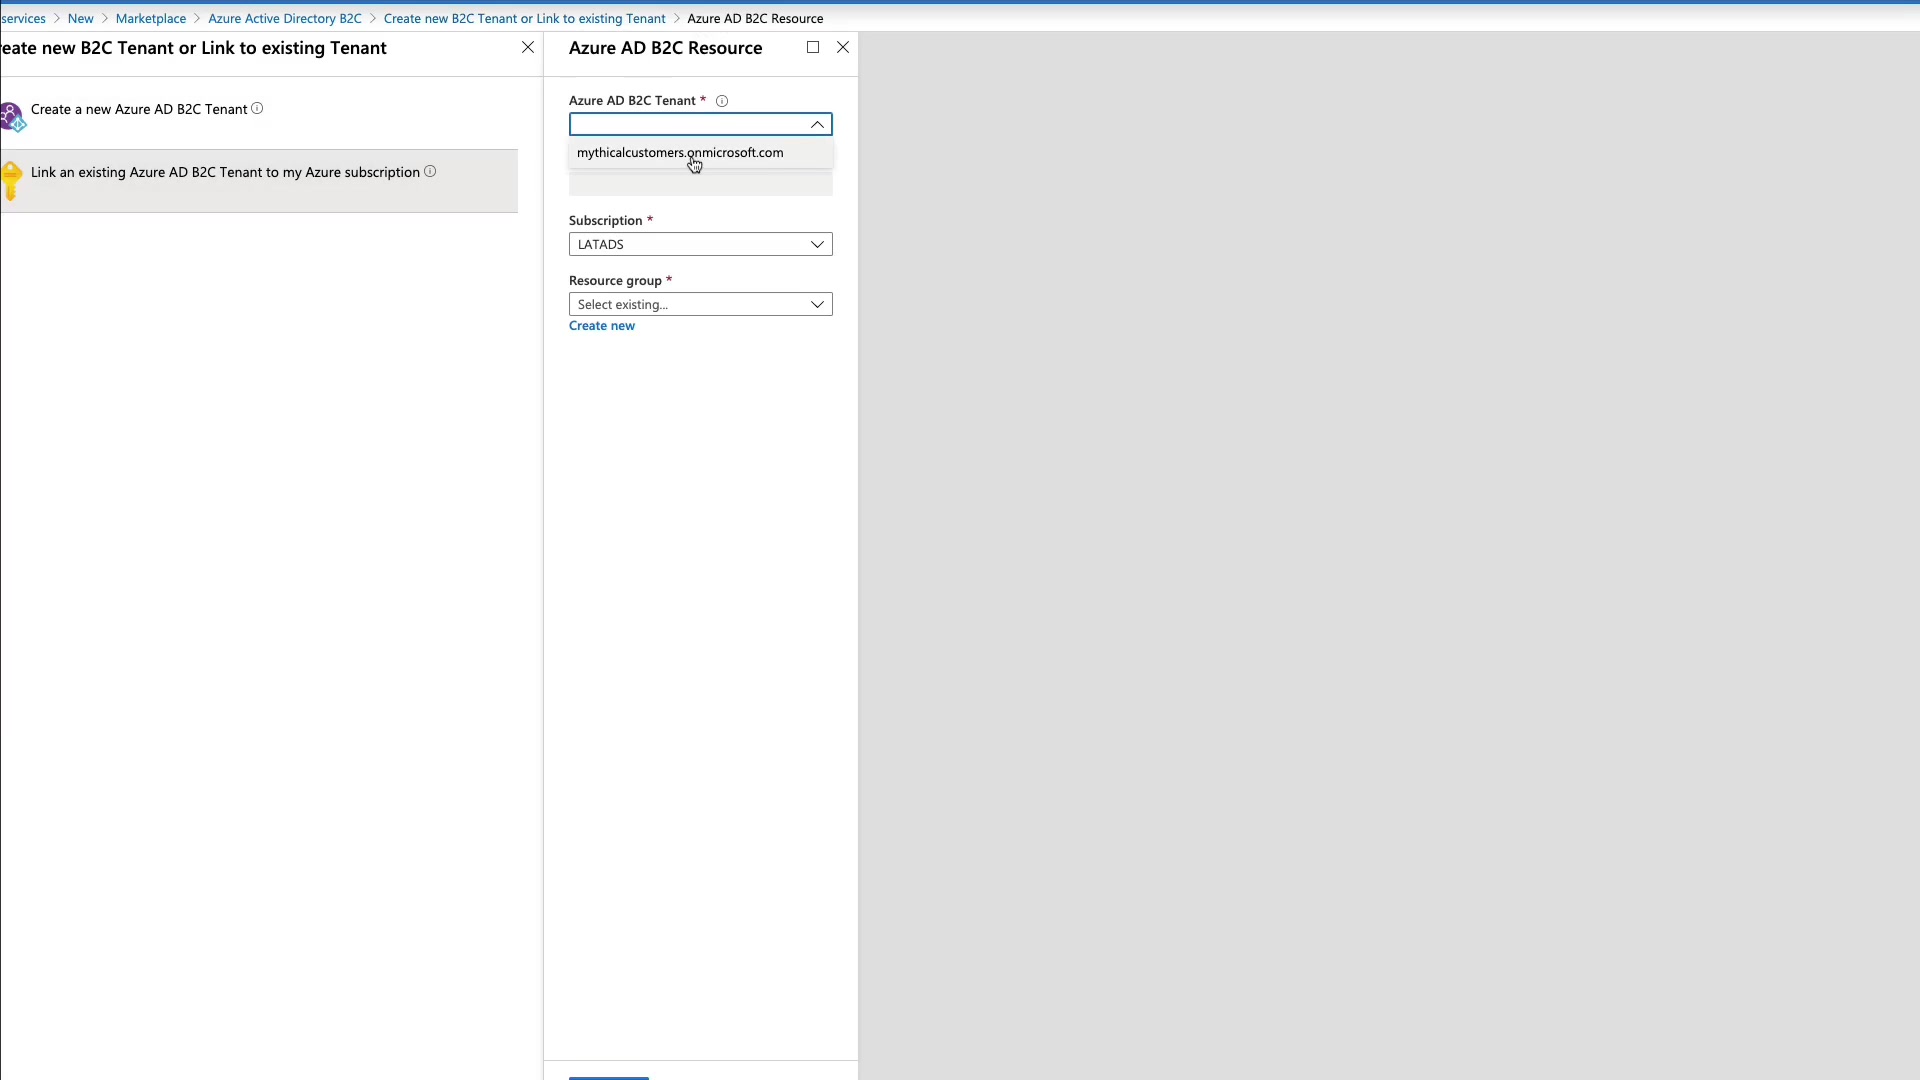 services > New > Marketplace > Azure Active Directory B2C > Create new B2C Tenant or Link to existing Tenant > Azure AD B2C Resource
reate new B2C Tenant or Link to existing Tenant
Create a new Azure AD B2C Tenant
Link an existing Azure AD B2C Tenant to my Azure subscription
Azure AD B2C Resource
Azure AD B2C Tenant *
mythicalcustomers.onmicrosoft.com
Subscription *
LATADS
Resource group *
Select existing...
Create new